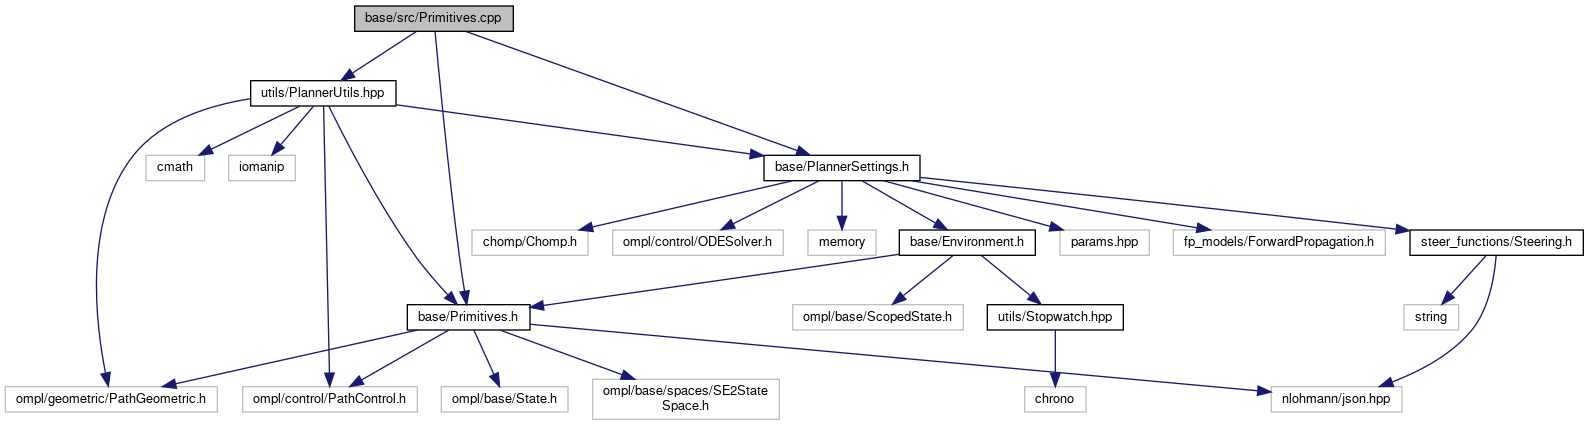 base/src/Primitives.cpp
utils/PlannerUtils.hpp
cmath
iomanip
base/PlannerSettings.h
chomp/Chomp.h
ompl/control/ODESolver.h
memory
base/Environment.h
params.hpp
fp_models/ForwardPropagation.h
steer_functions/Steering.h
base/Primitives.h
ompl/base/ScopedState.h
utils/Stopwatch.hpp
string
ompl/geometric/PathGeometric.h
ompl/control/PathControl.h
ompl/base/State.h
ompl/base/spaces/SE2State
Space.h
chrono
nlohmann/json.hpp